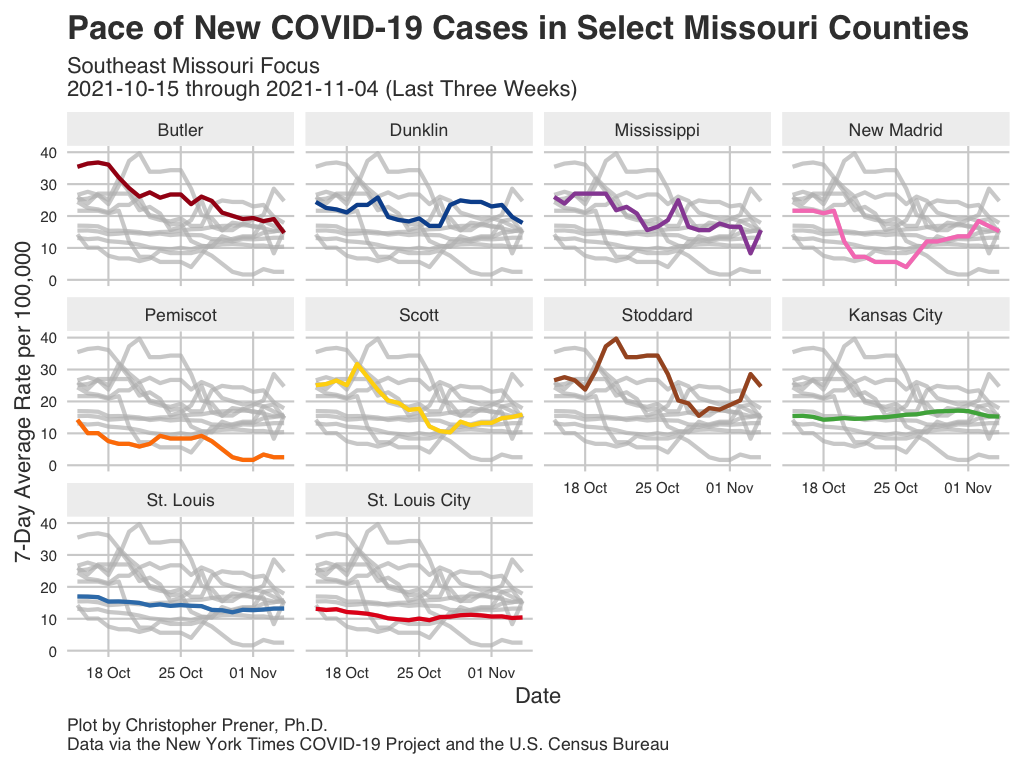 Pace of New COVID-19 Cases in Select Missouri Counties
Southeast Missouri Focus
2021-10-15 through 2021-11-04 (Last Three Weeks)
Butler
Dunklin
Mississippi
New Madrid
40
30
20
10
0
Pemiscot
Scott
Stoddard
Kansas City
40
30
20
10
0
18 Oct
25 Oct
01 Nov
18 Oct
25 Oct
01 Nov
St. Louis
St. Louis City
40
30
20
10
0
18 Oct
25 Oct
01 Nov
18 Oct
25 Oct
01 Nov
7-Day Average Rate per 100,000
Date
Plot by Christopher Prener, Ph.D.
Data via the New York Times COVID-19 Project and the U.S. Census Bureau